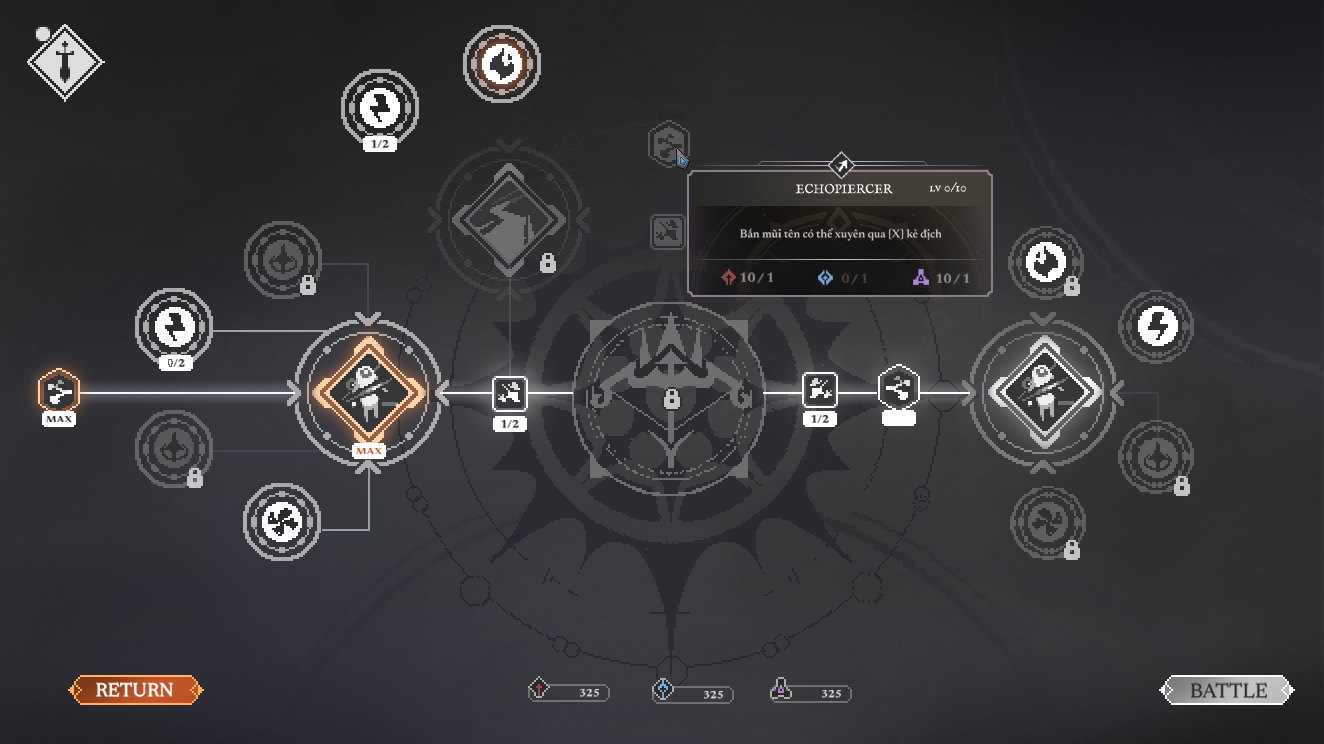 1/2
ECHOPIERCER LV 0/10
Bắn mũi tên có thể xuyên qua [X] kẻ địch
10/1 0/1 10/1
0/2
MAX
1/2
1/2
MAX
RETURN
325
325
325
BATTLE